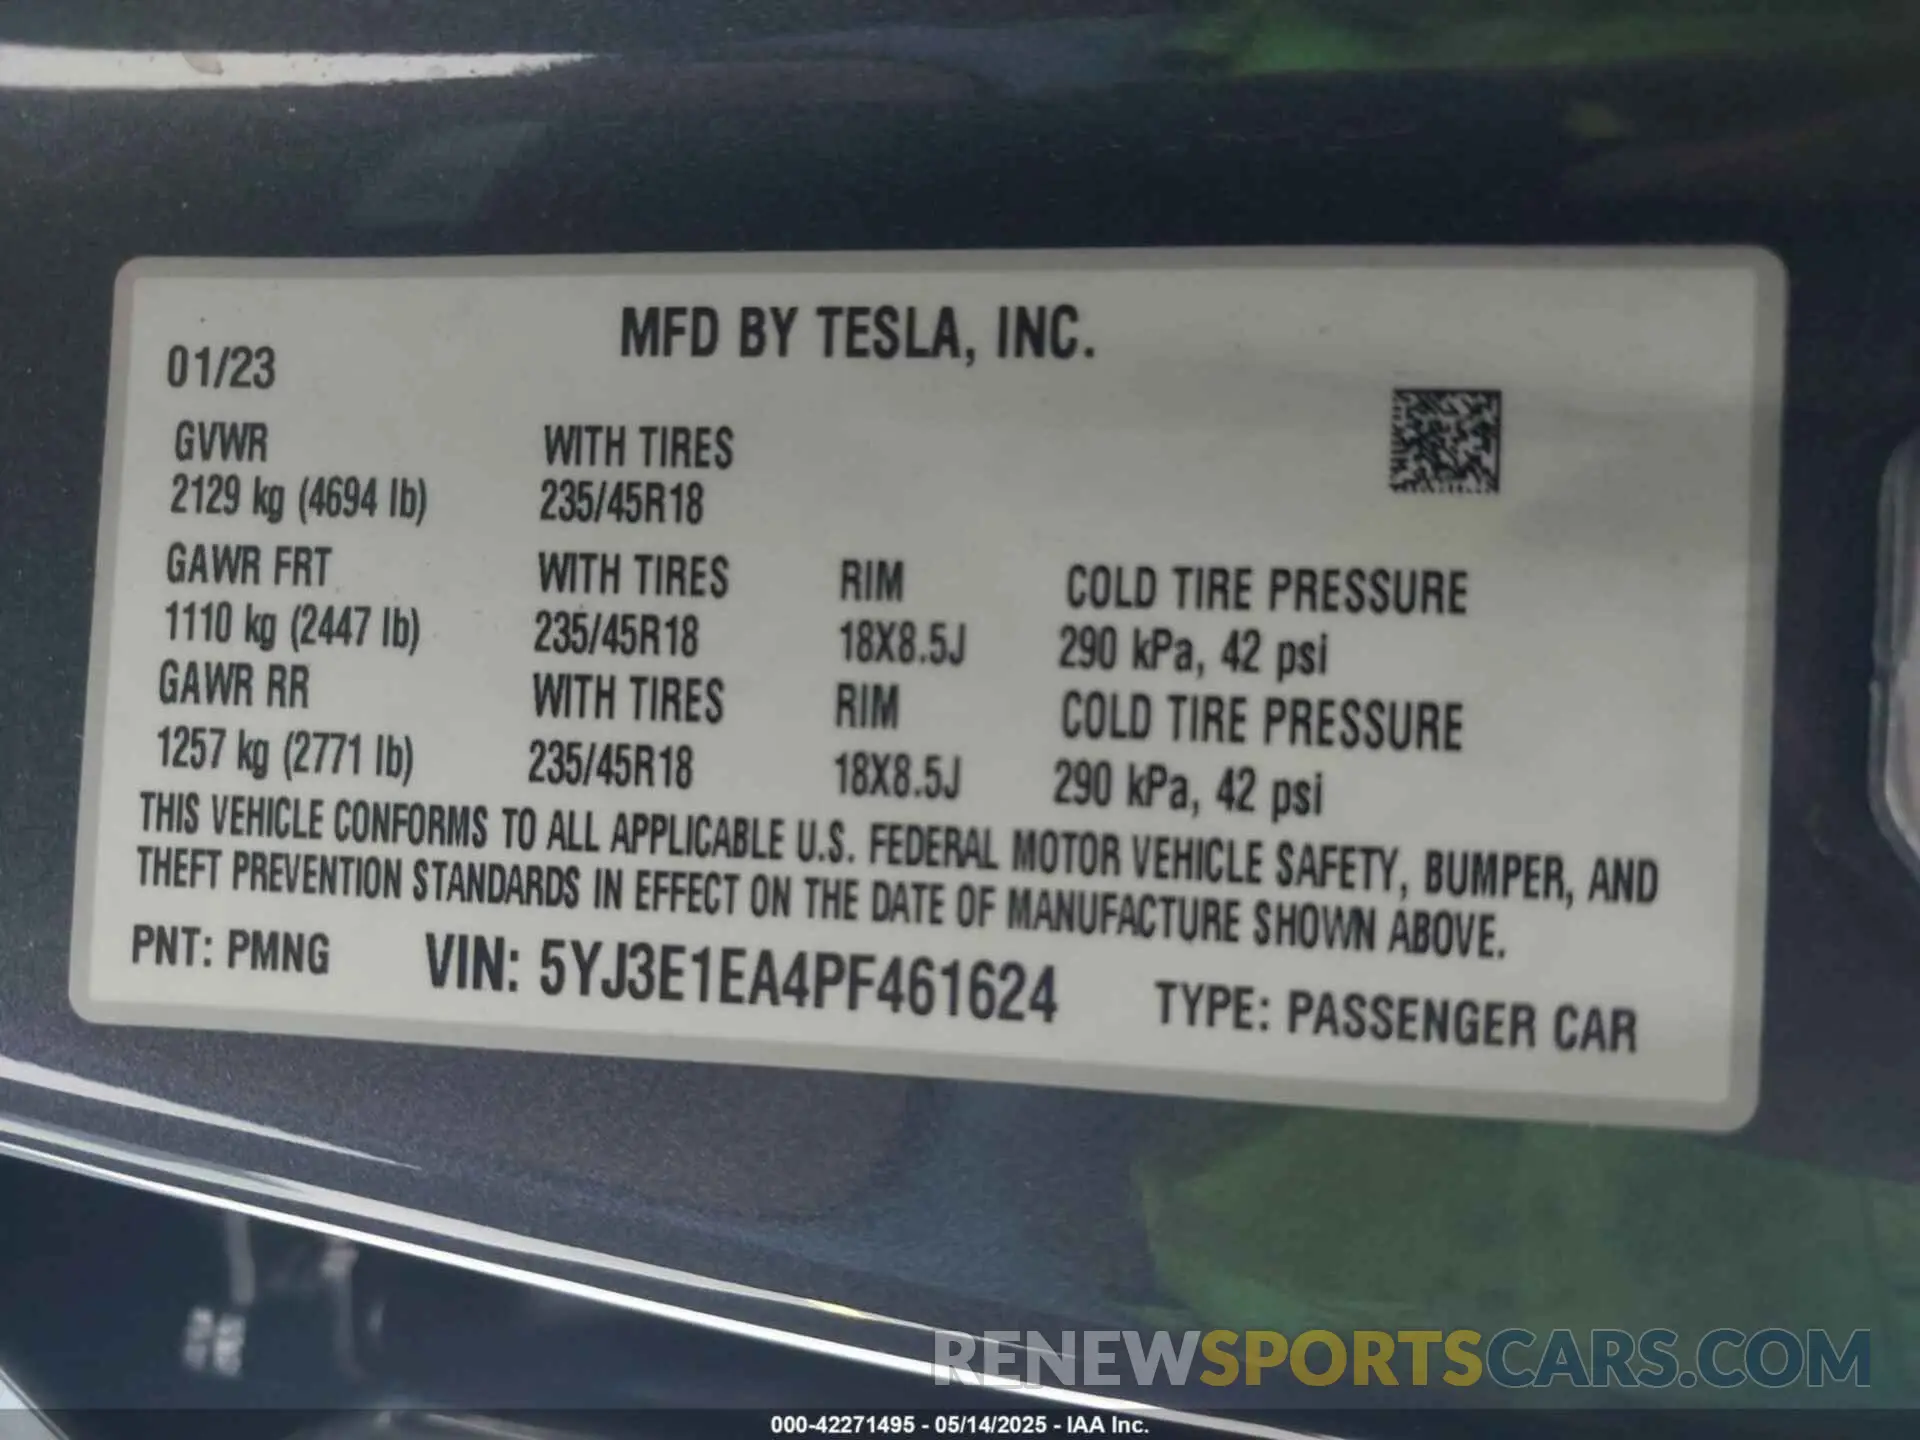 MFD BY TESLA, INC.
01/23
GVWR WITH TIRES
2129 kg (4694 lb) 235/45R18
GAWR FRT WITH TIRES RIM COLD TIRE PRESSURE
1110 kg (2447 lb) 235/45R18 18X8.5J 290 kPa, 42 psi
GAWR RR WITH TIRES RIM COLD TIRE PRESSURE
1257 kg (2771 lb) 235/45R18 18X8.5J 290 kPa, 42 psi
THIS VEHICLE CONFORMS TO ALL APPLICABLE U.S. FEDERAL MOTOR VEHICLE SAFETY, BUMPER, AND
THEFT PREVENTION STANDARDS IN EFFECT ON THE DATE OF MANUFACTURE SHOWN ABOVE.
PNT: PMNG VIN: 5YJ3E1EA4PF461624 TYPE: PASSENGER CAR
RENEWSPORTSCARS.COM
000-42271495 - 05/14/2025 - IAA Inc.